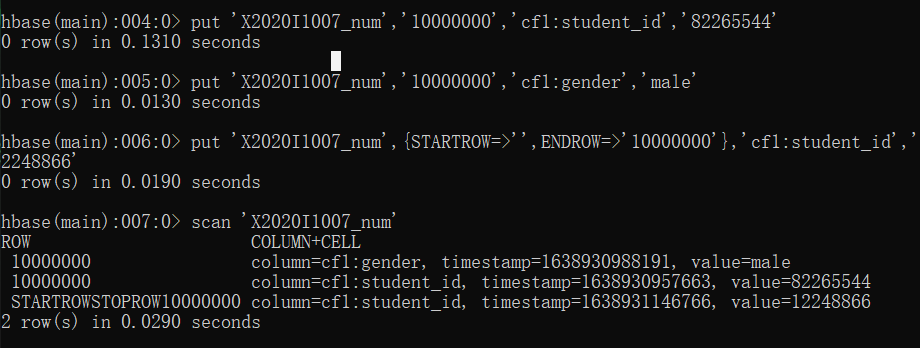 hbase(main):004:0> put 'X2020I1007_num','10000000','cf1:student_id','82265544'
0 row(s) in 0.1310 seconds
hbase(main):005:0> put 'X2020I1007_num','10000000','cf1:gender','male'
0 row(s) in 0.0130 seconds
hbase(main):006:0> put 'X2020I1007_num',{STARTROW=>'',ENDROW=>'10000000'},'cf1:student_id','
2248866'
0 row(s) in 0.0190 seconds
hbase(main):007:0> scan 'X2020I1007_num'
ROW COLUMN+CELL
10000000 column=cf1:gender, timestamp=1638930988191, value=male
10000000 column=cf1:student_id, timestamp=1638930957663, value=82265544
STARTROWSTOPROW10000000 column=cf1:student_id, timestamp=1638931146766, value=12248866
2 row(s) in 0.0290 seconds